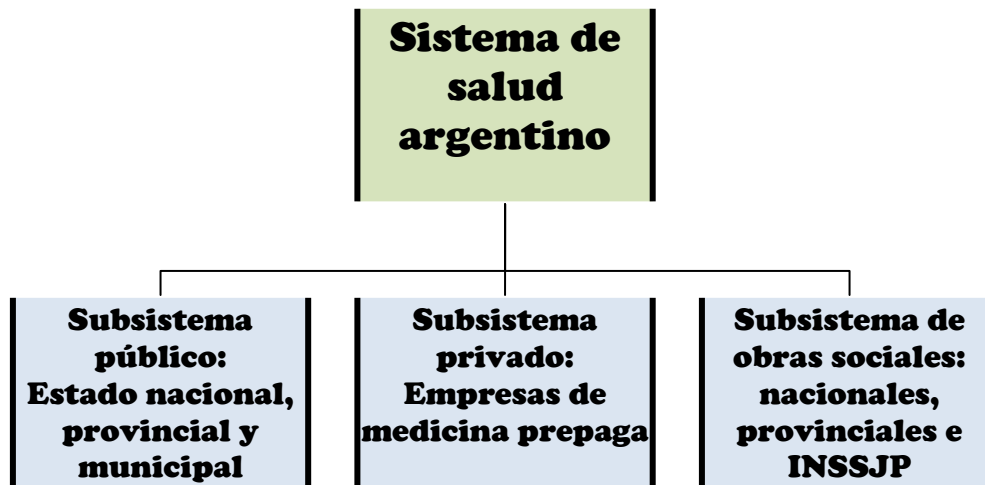 Sistema de
salud
argentino
Subsistema
público:
Estado nacional,
provincial y
municipal
Subsistema
privado:
Empresas de
medicina prepaga
Subsistema de
obras sociales:
nacionales,
provinciales e
INSSJP